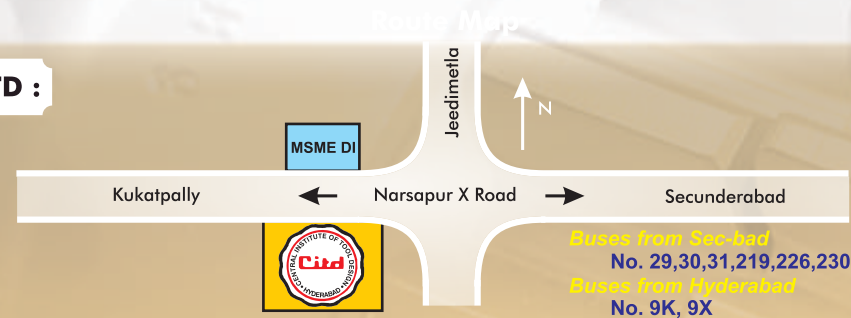 Route Map
TD :
Jeedimetla
N
MSME DI
Kukatpally
Narsapur X Road
Secunderabad
CENTRAL INSTITUTE OF TOOL DESIGN
Citd
• HYDERABAD •
Buses from Sec-bad
No. 29,30,31,219,226,230
Buses from Hyderabad
No. 9K, 9X